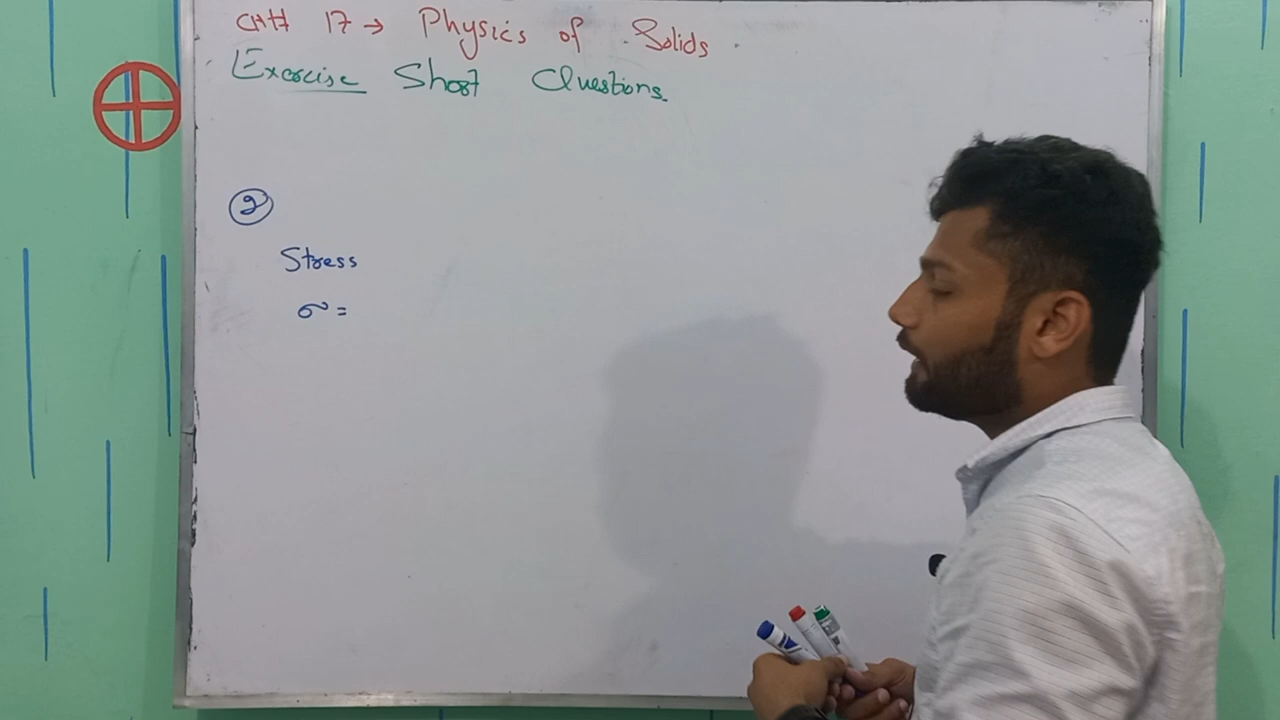 CH# 17 → Physics of Solids
Exercise Short Questions.
2
Stress
σ =